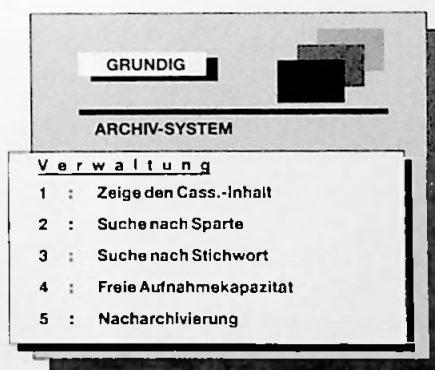 GRUNDIG
ARCHIV-SYSTEM
Verwaltung
1 : Zeige den Cass.-Inhalt
2 : Suche nach Sparte
3 : Suche nach Stichwort
4 : Freie Aufnahmekapazitat
5 : Nacharchivierung